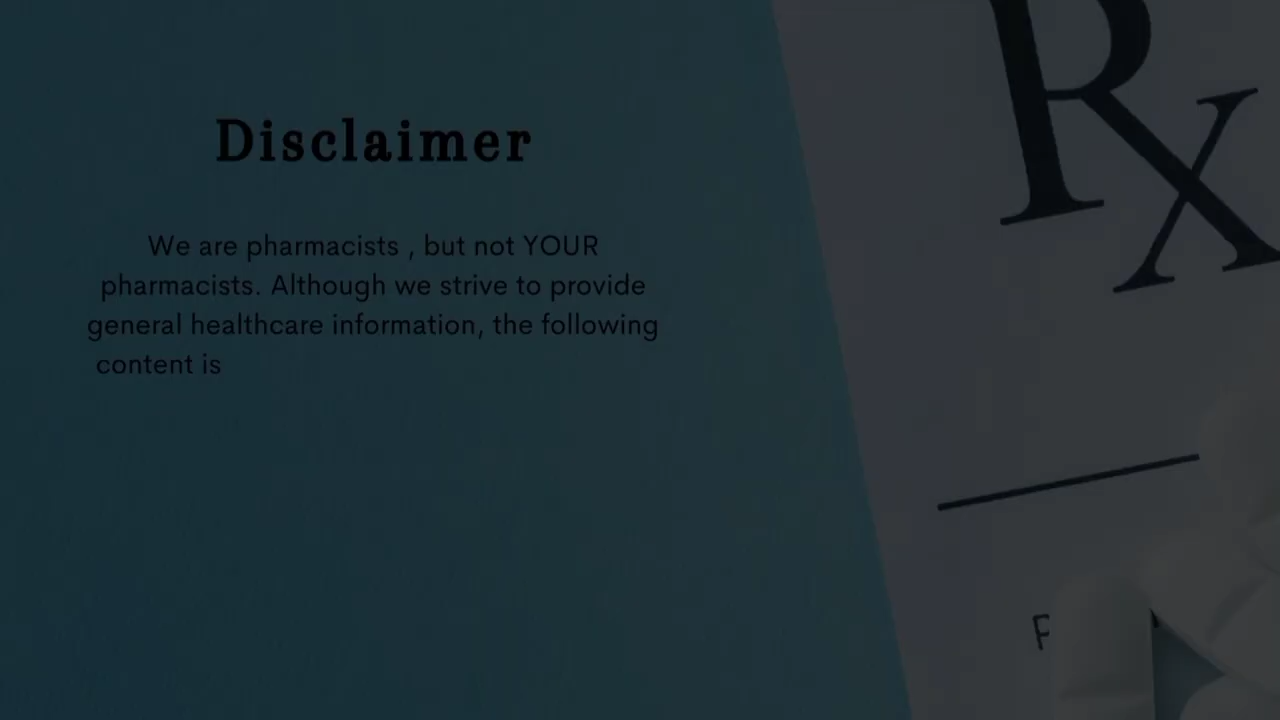 Disclaimer
We are pharmacists , but not YOUR
pharmacists. Although we strive to provide
general healthcare information, the following
content is
Rx